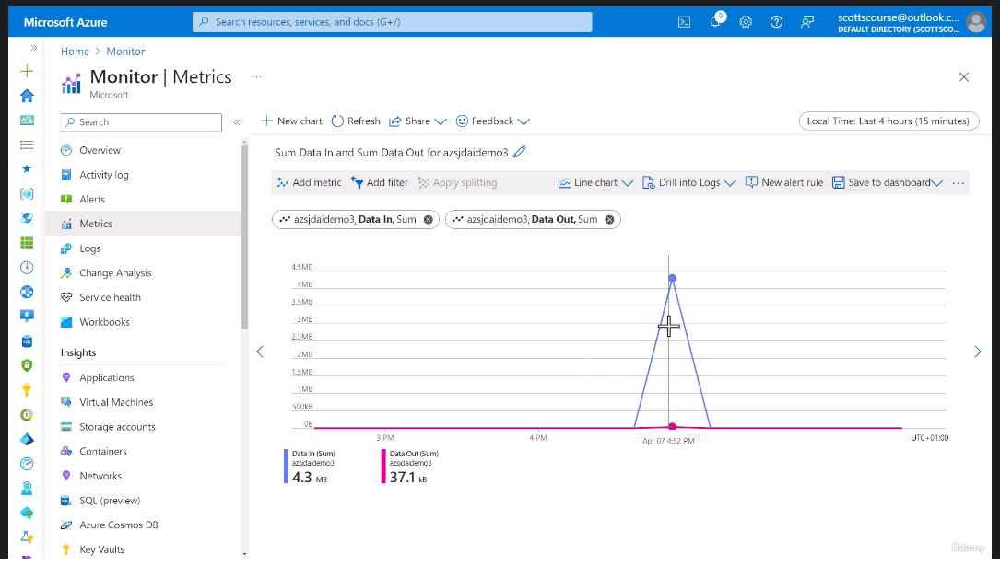 Microsoft Azure
Search resources, services, and docs (G+/)
9
scottscourse@outlook.c...
DEFAULT DIRECTORY (SCOTTSCO...
Home > Monitor
Monitor | Metrics ...
Microsoft
Search
«
Overview
Activity log
Alerts
Metrics
Logs
Change Analysis
Service health
Workbooks
Insights
Applications
Virtual Machines
Storage accounts
Containers
Networks
SQL (preview)
Azure Cosmos DB
Key Vaults
New chart Refresh Share Feedback
Local Time: Last 4 hours (15 minutes)
Sum Data In and Sum Data Out for azsjdaidemo3
Add metric Add filter Apply splitting Line chart Drill into Logs New alert rule Save to dashboard ...
azsjdaidemo3, Data In, Sum
azsjdaidemo3, Data Out, Sum
4.5MB
4MB
3.5MB
3MB
2.5MB
2MB
1.5MB
1MB
500kB
0B
3 PM 4 PM Apr 07 4:52 PM UTC+01:00
Data In (Sum)
azsjdaidemo3
4.3 MB
Data Out (Sum)
azsjdaidemo3
37.1 kB
Udemy